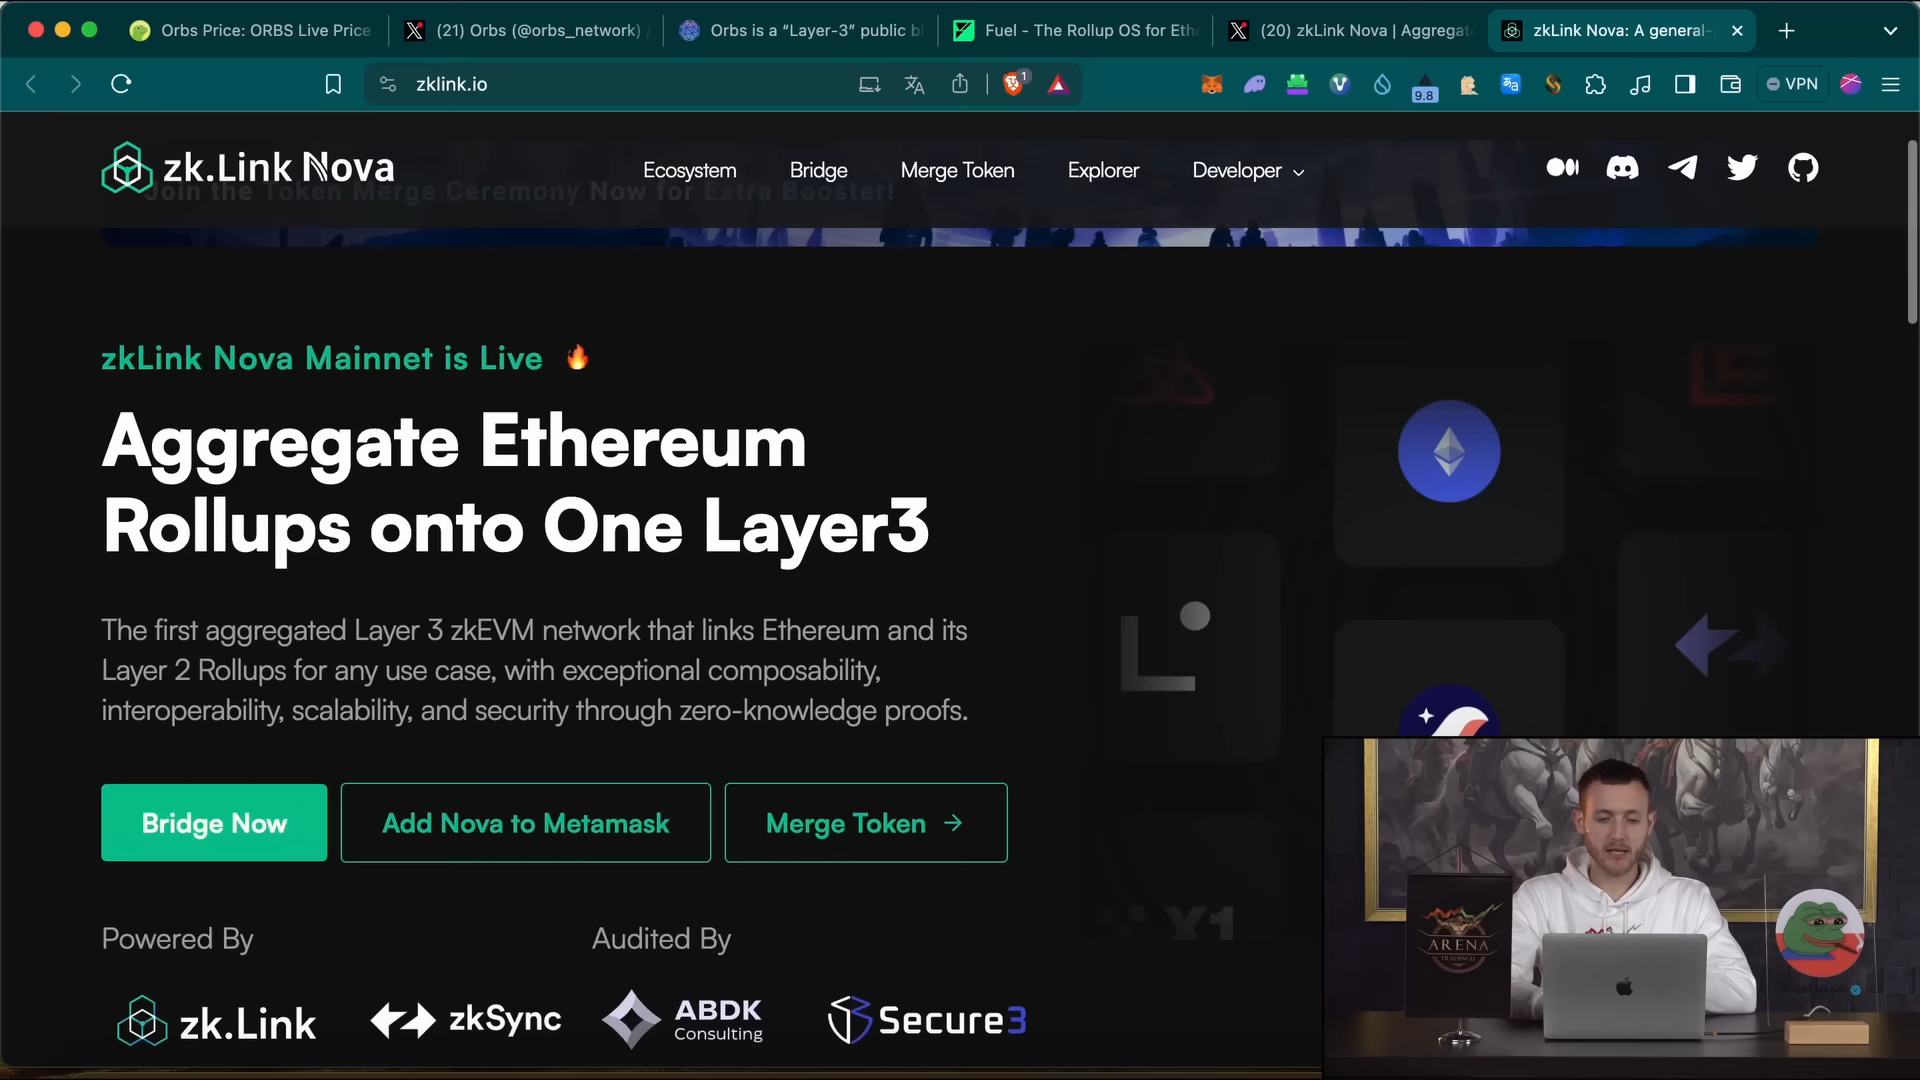 Orbs Price: ORBS Live Price
(21) Orbs (@orbs_network) /
Orbs is a “Layer-3” public bl
Fuel - The Rollup OS for Eth
(20) zkLink Nova | Aggregat
zkLink Nova: A general-
zklink.io
1
9.8
VPN
zk.Link Nova
Ecosystem
Bridge
Merge Token
Explorer
Developer
Join the Token Merge Ceremony Now for Extra Booster!
zkLink Nova Mainnet is Live 🔥
Aggregate Ethereum
Rollups onto One Layer3
The first aggregated Layer 3 zkEVM network that links Ethereum and its
Layer 2 Rollups for any use case, with exceptional composability,
interoperability, scalability, and security through zero-knowledge proofs.
Bridge Now
Add Nova to Metamask
Merge Token →
Powered By
Audited By
zk.Link
zkSync
ABDK
Consulting
Secure3
ARENA
TRADINGU